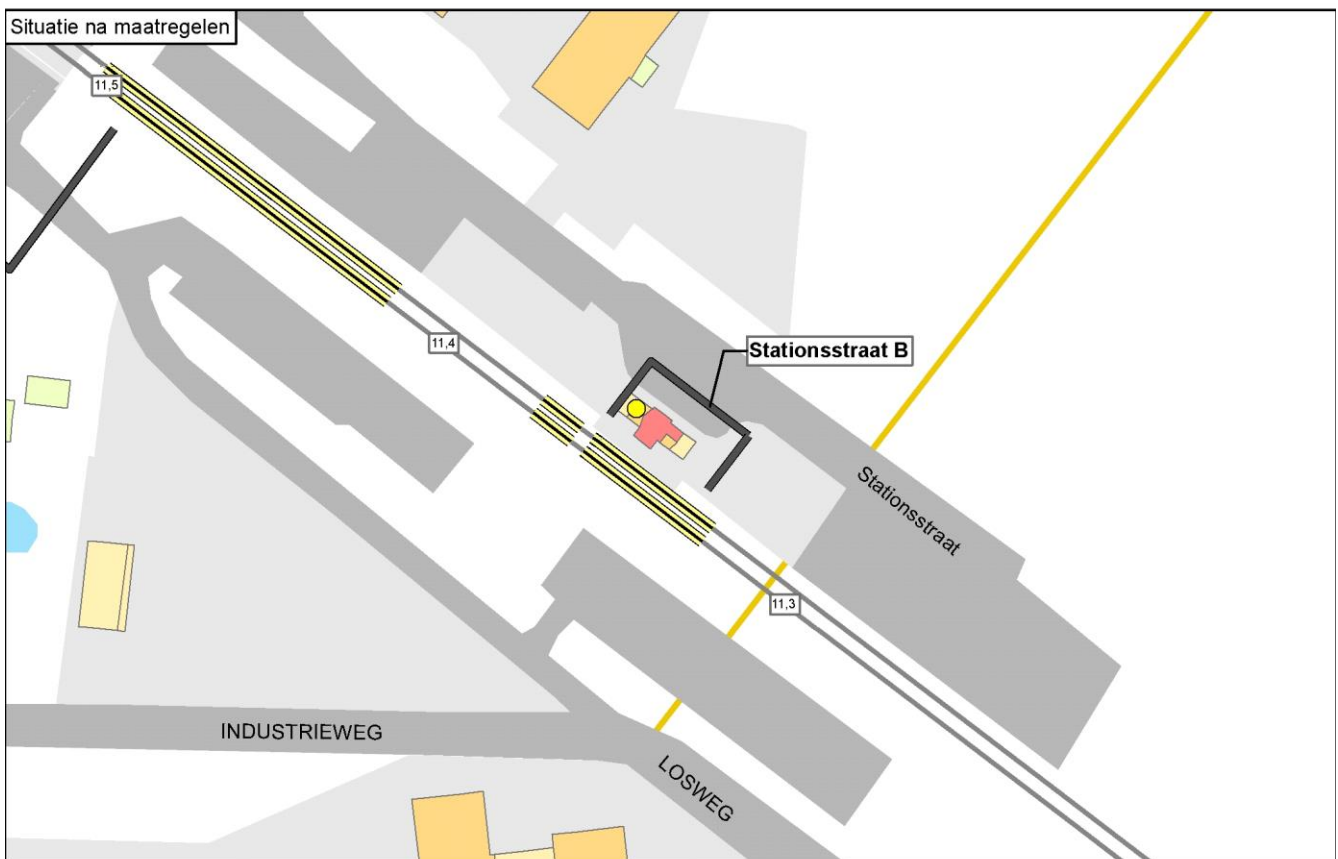 Situatie na maatregelen
11,5
11,4
Stationsstraat B
Stationsstraat
11,3
INDUSTRIEWEG
LOSWEG